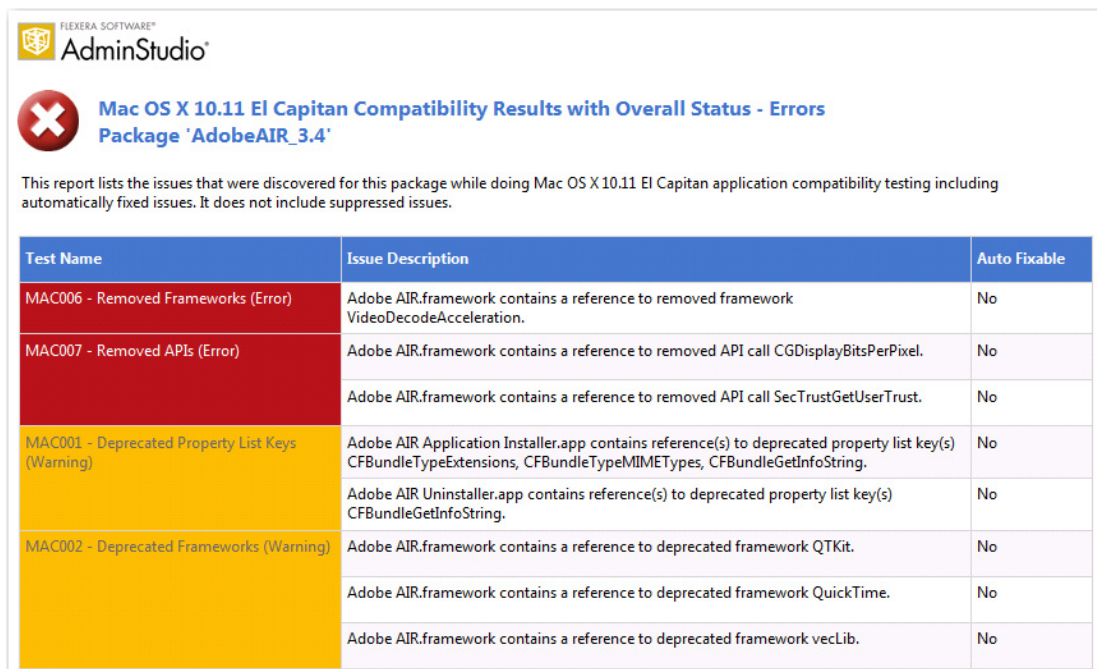 FLEXERA SOFTWARE®
AdminStudio®
Mac OS X 10.11 El Capitan Compatibility Results with Overall Status - Errors
Package 'AdobeAIR_3.4'
This report lists the issues that were discovered for this package while doing Mac OS X 10.11 El Capitan application compatibility testing including
automatically fixed issues. It does not include suppressed issues.
Test Name Issue Description Auto Fixable
MAC006 - Removed Frameworks (Error) Adobe AIR.framework contains a reference to removed framework No
VideoDecodeAcceleration.
MAC007 - Removed APIs (Error) Adobe AIR.framework contains a reference to removed API call CGDisplayBitsPerPixel. No
Adobe AIR.framework contains a reference to removed API call SecTrustGetUserTrust. No
MAC001 - Deprecated Property List Keys Adobe AIR Application Installer.app contains reference(s) to deprecated property list key(s) No
(Warning) CFBundleTypeExtensions, CFBundleTypeMIMETypes, CFBundleGetInfoString.
Adobe AIR Uninstaller.app contains reference(s) to deprecated property list key(s) No
CFBundleGetInfoString.
MAC002 - Deprecated Frameworks (Warning) Adobe AIR.framework contains a reference to deprecated framework QTKit. No
Adobe AIR.framework contains a reference to deprecated framework QuickTime. No
Adobe AIR.framework contains a reference to deprecated framework vecLib. No